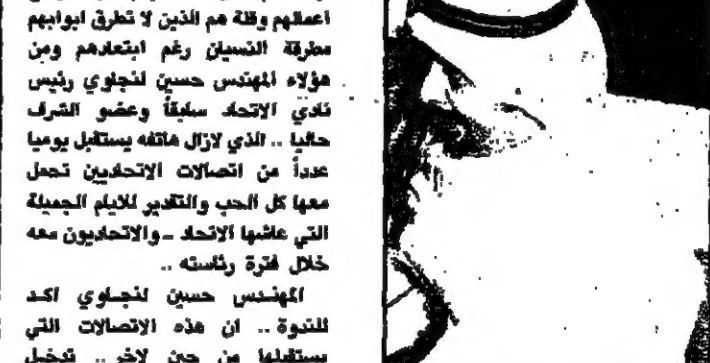 اعمالهم وقلة هم الذين لا تطرق ابوابهم
مطرقة النسيان رغم ابتعادهم ومن
هؤلاء المهندس حسين لنجاوي رئيس
نادي الاتحاد سابقاً وعضو الشرف
حاليا .. الذي لازال هاتفه يستقبل يوميا
عدداً من اتصالات الاتحاديين تحمل
معها كل الحب والتقدير للايام الجميلة
التي عاشها الاتحاد - والاتحاديون معه
خلال فترة رئاسته ..
المهندس حسين لنجاوي اكد
للندوة .. ان هذه الاتصالات التي
يستقبلها من حين لاخر .. تدخل